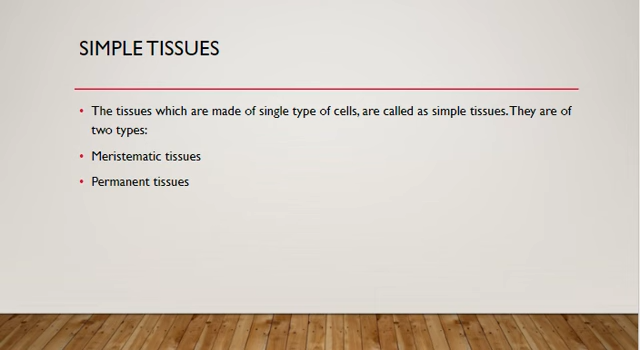 SIMPLE TISSUES
• The tissues which are made of single type of cells, are called as simple tissues. They are of
two types:
• Meristematic tissues
• Permanent tissues